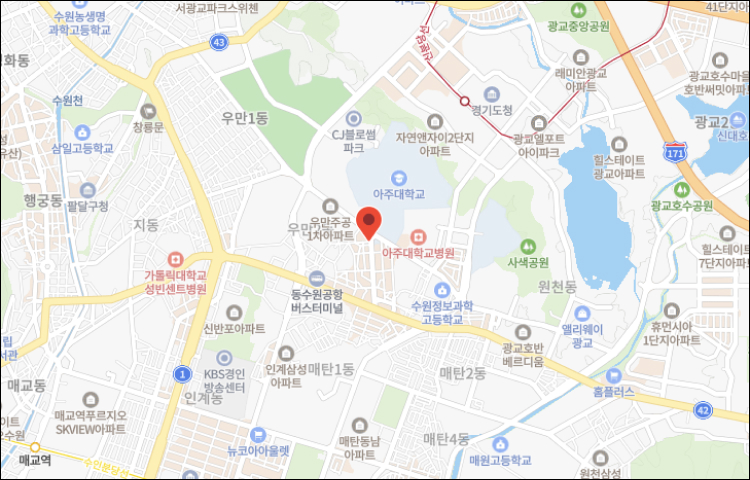 수원농생명
과학고등학교
서광교파크스위첸
광교중앙공원
41단지아
43
신분당선
래미안광교
아파트
광교호수마을
호반써밋아파트
연화동
수원천
창룡문
우만1동
경기도청
CJ블로썸
파크
자연앤자이2단지
아파트
광교엘포트
아이파크
광교2
신대호
삼일고등학교
유산)
171
힐스테이트
광교아파트
아주대학교
행궁동
팔달구청
지동
광교호수공원
우만주공
1차아파트
아주대학교병원
사색공원
힐스테이
7단지아파
가톨릭대학교
성빈센트병원
동수원공항
버스터미널
원천동
수원정보과학
고등학교
신반포아파트
엘리웨이
광교
휴먼시아
1단지아파트
광교호반
베르디움
KBS경인
방송센터
인계삼성
아파트
매탄1동
매탄2동
매교동
1
인계동
홈플러스
42
매교역푸르지오
SKVIEW아파트
뉴코아아울렛
매탄동남
아파트
매탄4동
매원고등학교
매교역
수인분당선
원천삼성
아파트